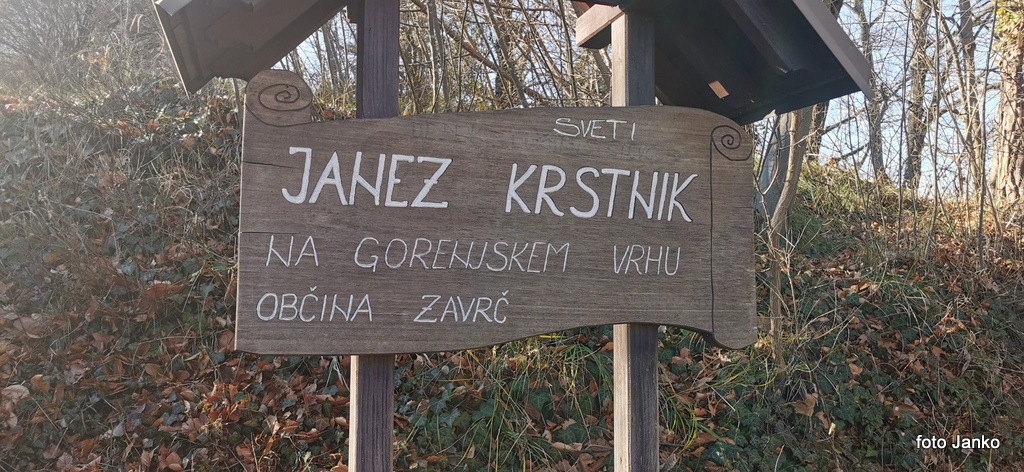 SVETI
JANEZ KRSTNIK
NA GORENJSKEM VRHU
OBČINA ZAVRČ
foto Janko